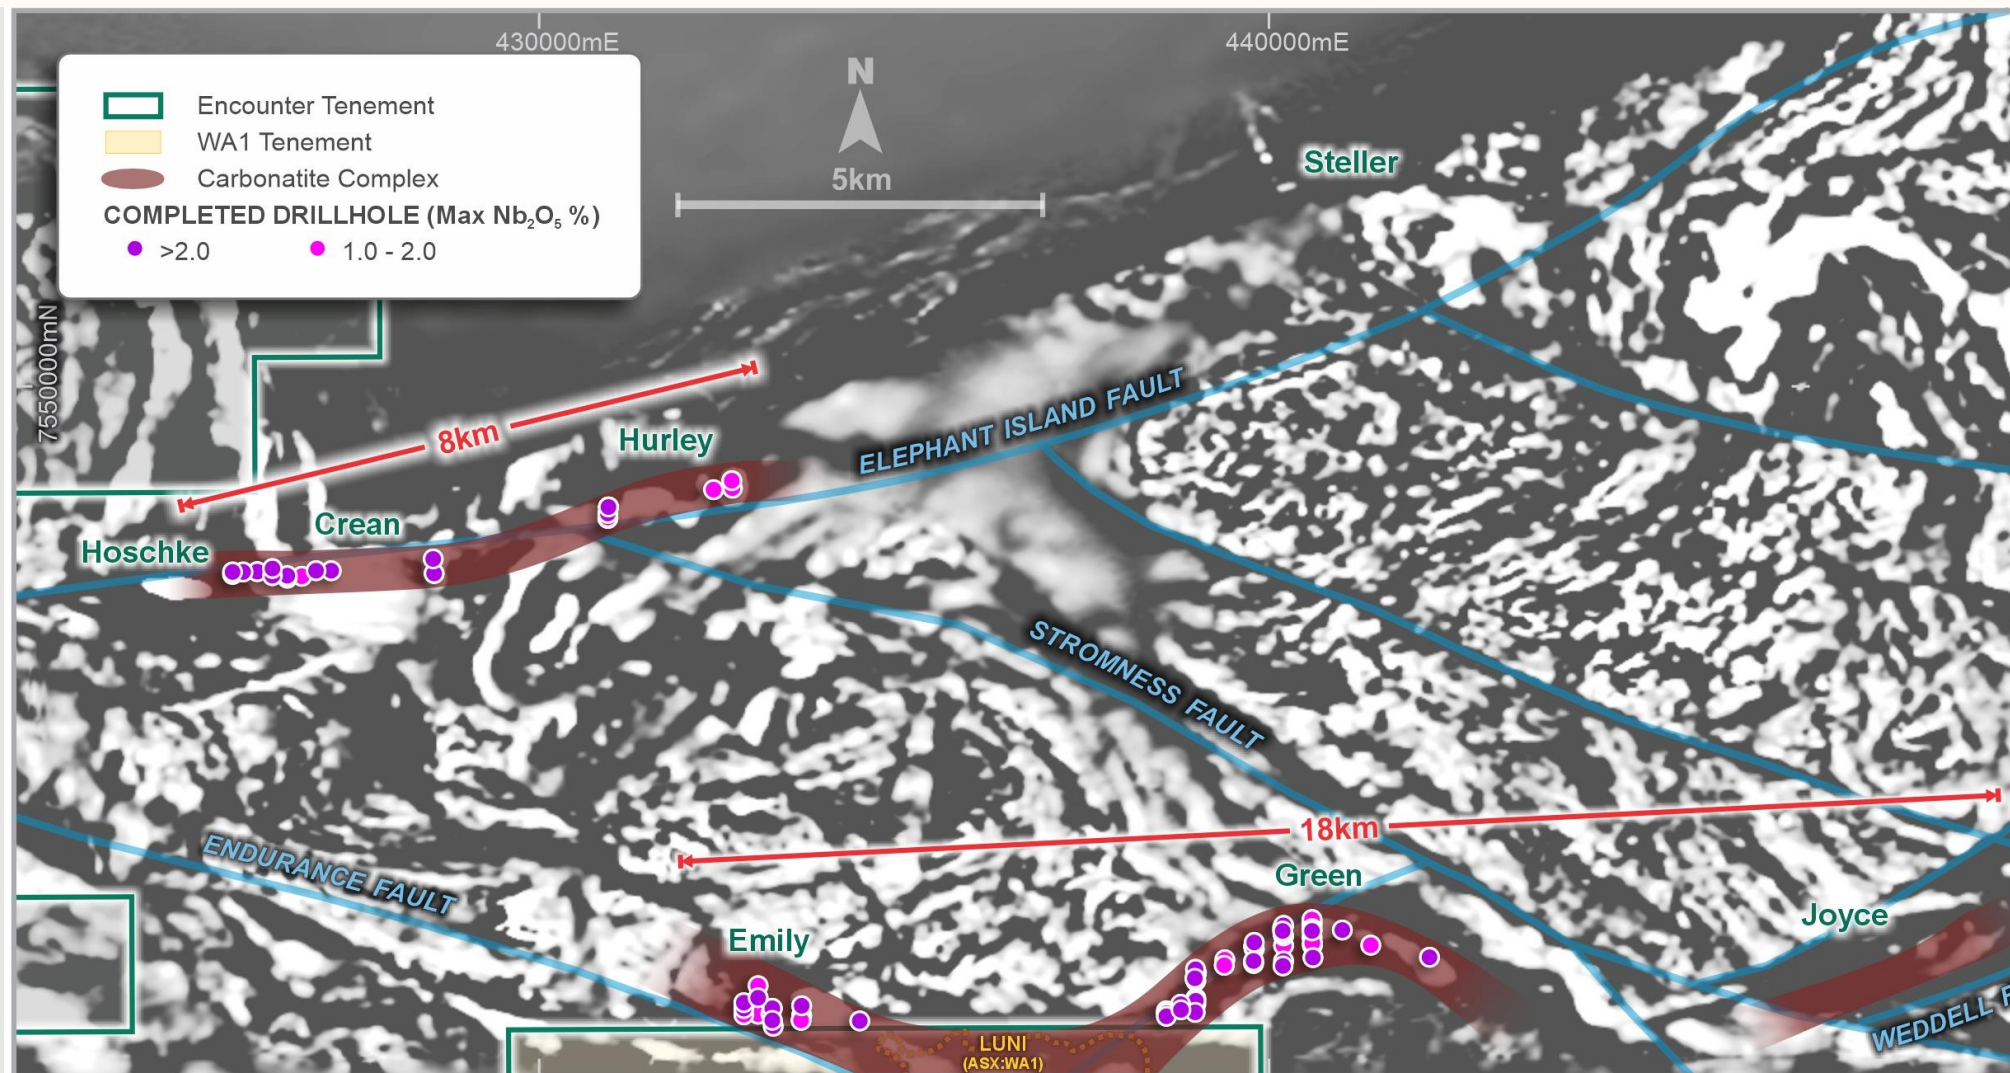 430000mE
440000mE
N
5km
Encounter Tenement
WA1 Tenement
Carbonatite Complex
COMPLETED DRILLHOLE (Max Nb₂O₅ %)
>2.0
1.0 - 2.0
7550000mN
Steller
8km
Hurley
ELEPHANT ISLAND FAULT
Crean
Hoschke
STROMNESS FAULT
18km
ENDURANCE FAULT
Green
Joyce
Emily
WEDDELL
LUNI
(ASX:WA1)